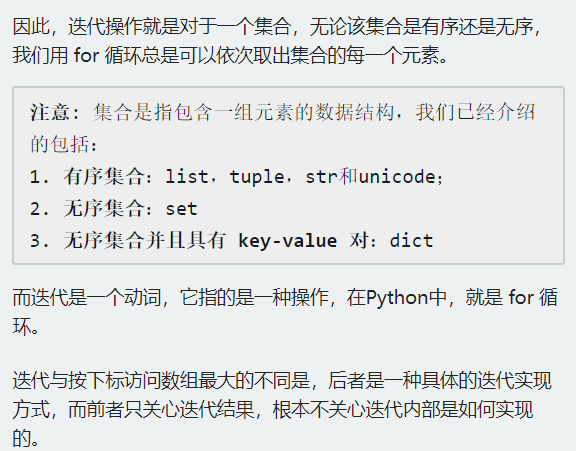 因此，迭代操作就是对于一个集合，无论该集合是有序还是无序，
我们用 for 循环总是可以依次取出集合的每一个元素。
注意: 集合是指包含一组元素的数据结构，我们已经介绍
的包括：
1. 有序集合：list，tuple，str和unicode；
2. 无序集合：set
3. 无序集合并且具有 key-value 对：dict
而迭代是一个动词，它指的是一种操作，在Python中，就是 for 循
环。
迭代与按下标访问数组最大的不同是，后者是一种具体的迭代实现
方式，而前者只关心迭代结果，根本不关心迭代内部是如何实现
的。